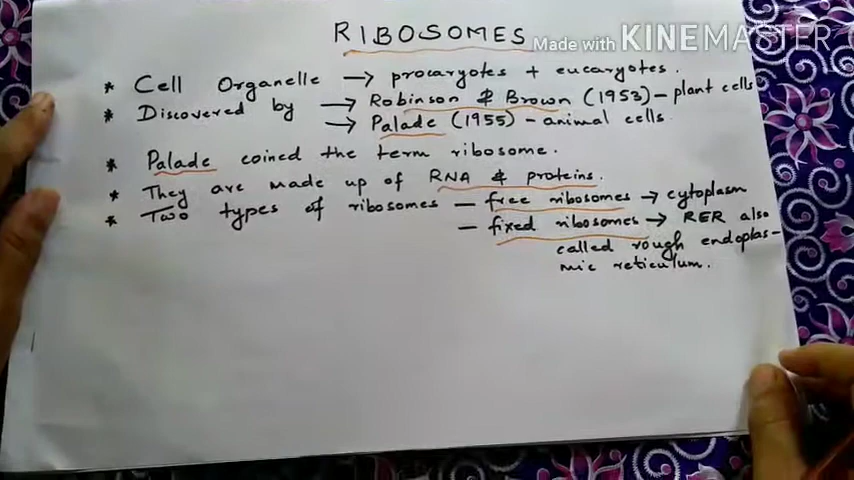 RIBOSOMES
Made with KINEMASTER
* Cell Organelle → procaryotes + eucaryotes.
* Discovered by → Robinson & Brown (1953) - plant cells
→ Palade (1955) - animal cells.
* Palade coined the term ribosome.
* They are made up of RNA & proteins.
* Two types of ribosomes - free ribosomes → cytoplasm
- fixed ribosomes → RER also
called rough endoplas-
mic reticulum.